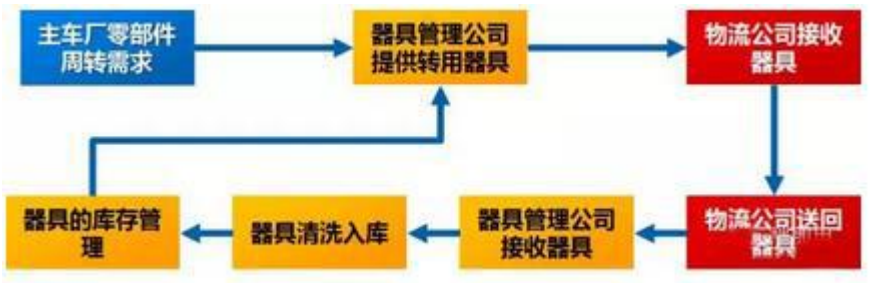 主车厂零部件
周转需求
器具管理公司
提供转用器具
物流公司接收
器具
器具的库存管
理
器具清洗入库
器具管理公司
接收器具
物流公司送回
器具